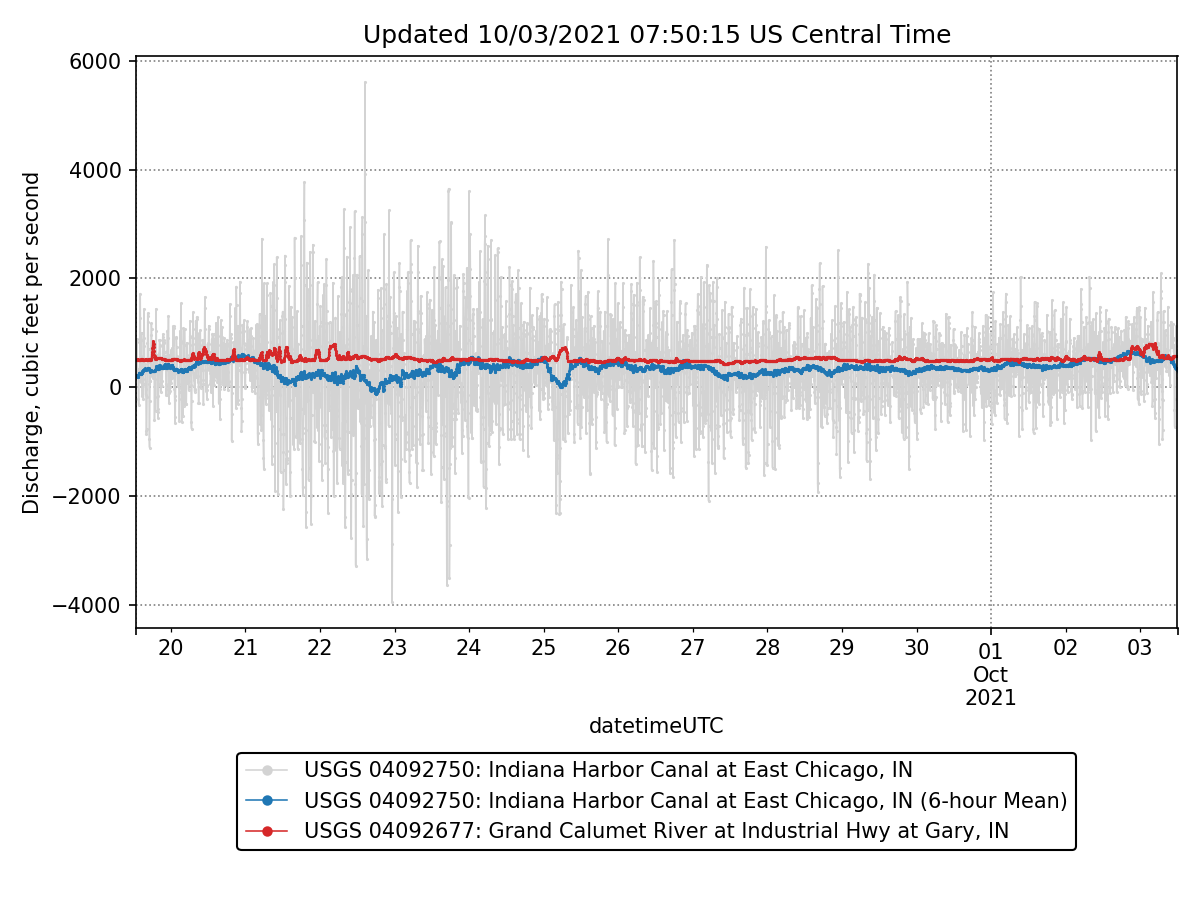 Updated 10/03/2021 07:50:15 US Central Time
Discharge, cubic feet per second
6000
4000
2000
0
−2000
−4000
20 21 22 23 24 25 26 27 28 29 30 01 02 03
Oct
2021
datetimeUTC
USGS 04092750: Indiana Harbor Canal at East Chicago, IN
USGS 04092750: Indiana Harbor Canal at East Chicago, IN (6-hour Mean)
USGS 04092677: Grand Calumet River at Industrial Hwy at Gary, IN